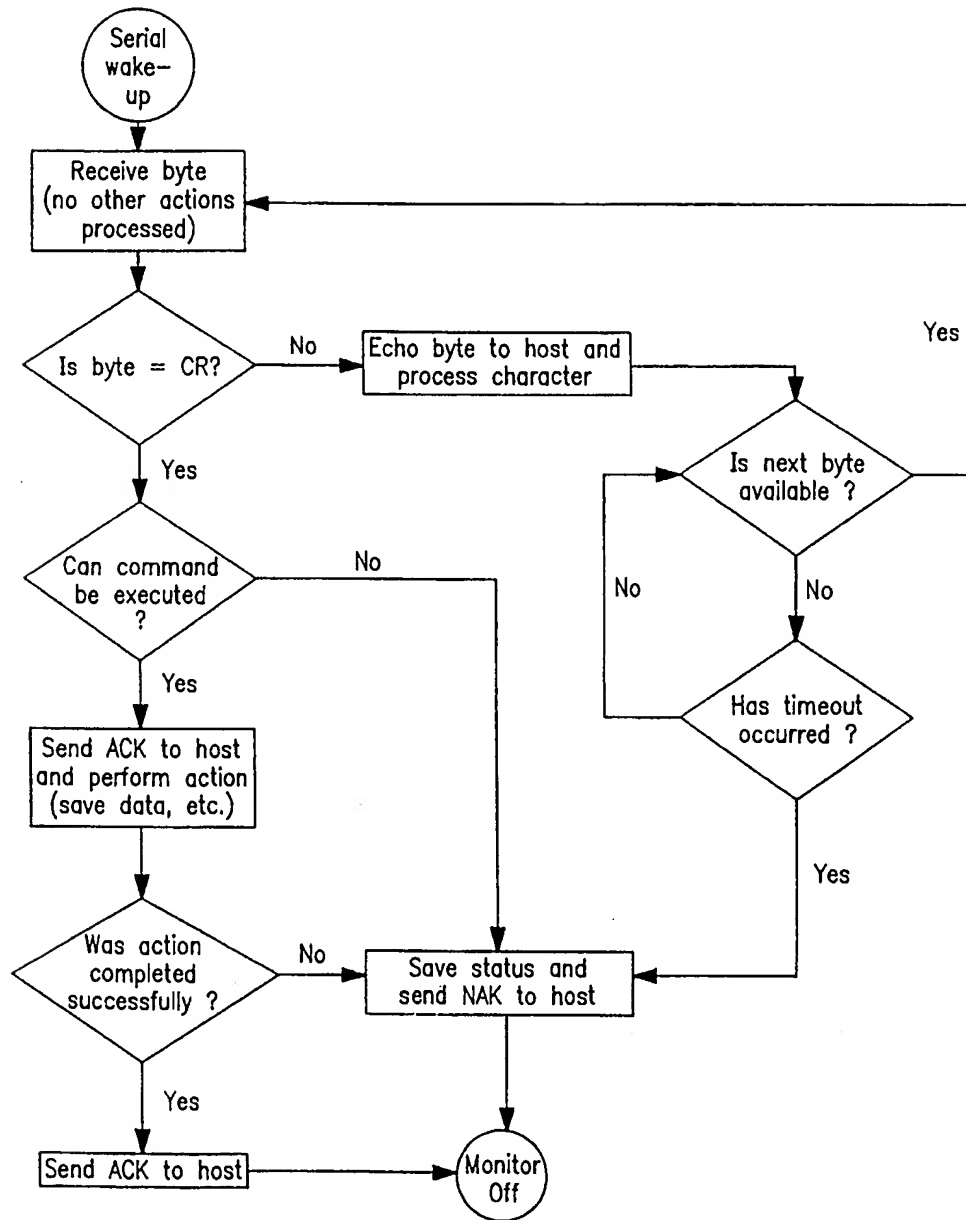 Serial
wake-
up
Receive byte
(no other actions
processed)
Is byte = CR?
No
Echo byte to host and
process character
Yes
Yes
Is next byte
available ?
Can command
be executed
?
No
No
No
Yes
Has timeout
occurred ?
Send ACK to host
and perform action
(save data, etc.)
Yes
Was action
completed
successfully ?
No
Save status and
send NAK to host
Yes
Send ACK to host
Monitor
Off